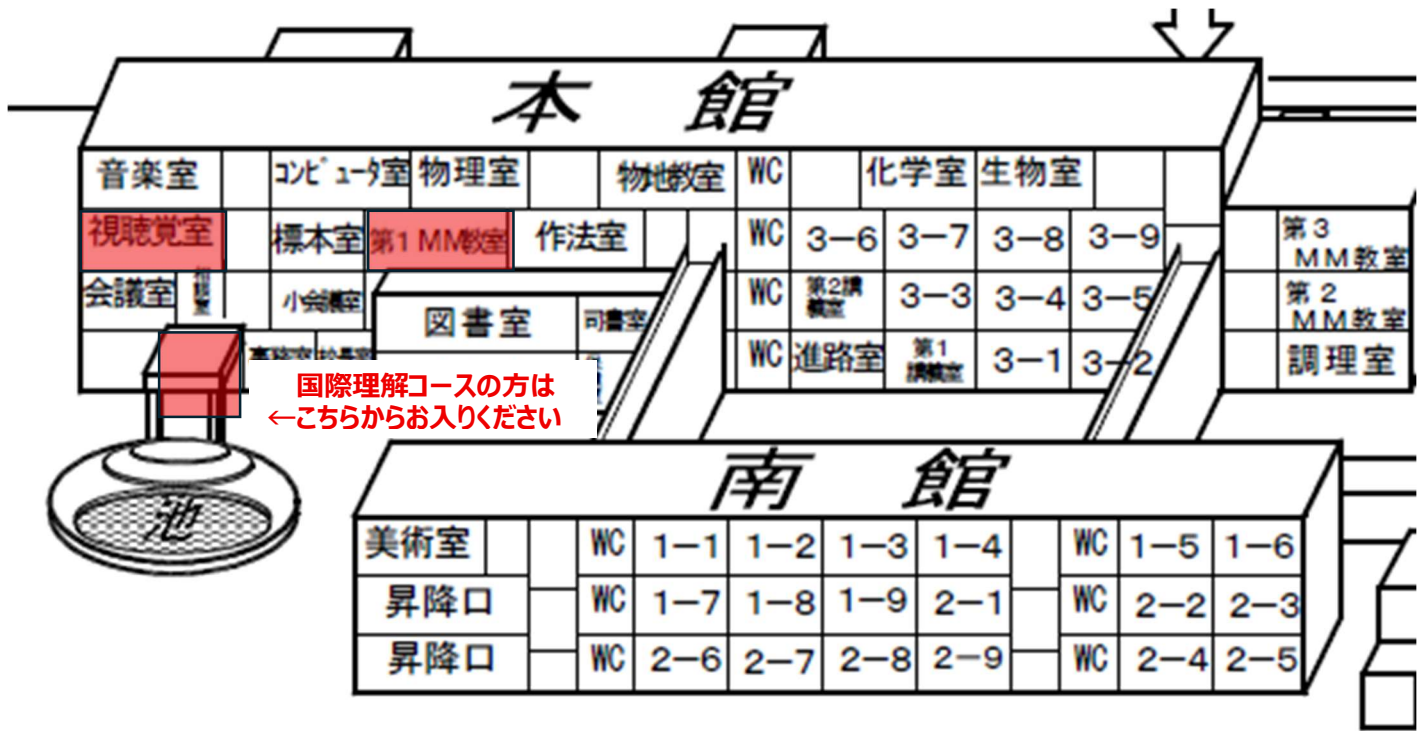 本館
音楽室 コンピュータ室 物理室 物地教室 WC 化学室 生物室
視聴覚室 標本室 第1MM教室 作法室 WC 3-6 3-7 3-8 3-9 第3MM教室
会議室 相談室 小会議室 図書室 司書室 WC 第2講義室 3-3 3-4 3-5 第2MM教室
事務室 校長室 WC 進路室 第1講義室 3-1 3-2 調理室
国際理解コースの方は
←こちらからお入りください
池
南館
美術室 WC 1-1 1-2 1-3 1-4 WC 1-5 1-6
昇降口 WC 1-7 1-8 1-9 2-1 WC 2-2 2-3
昇降口 WC 2-6 2-7 2-8 2-9 WC 2-4 2-5